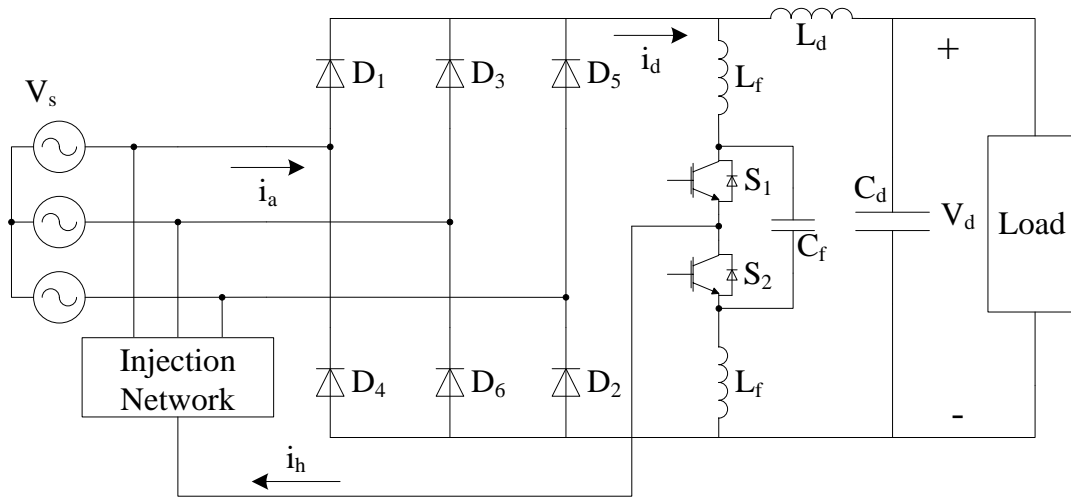 L_d
i_d
D_1
D_3
D_5
L_f
+
V_s
i_a
S_1
C_f
C_d
V_d
Load
S_2
Injection
Network
D_4
D_6
D_2
L_f
-
i_h